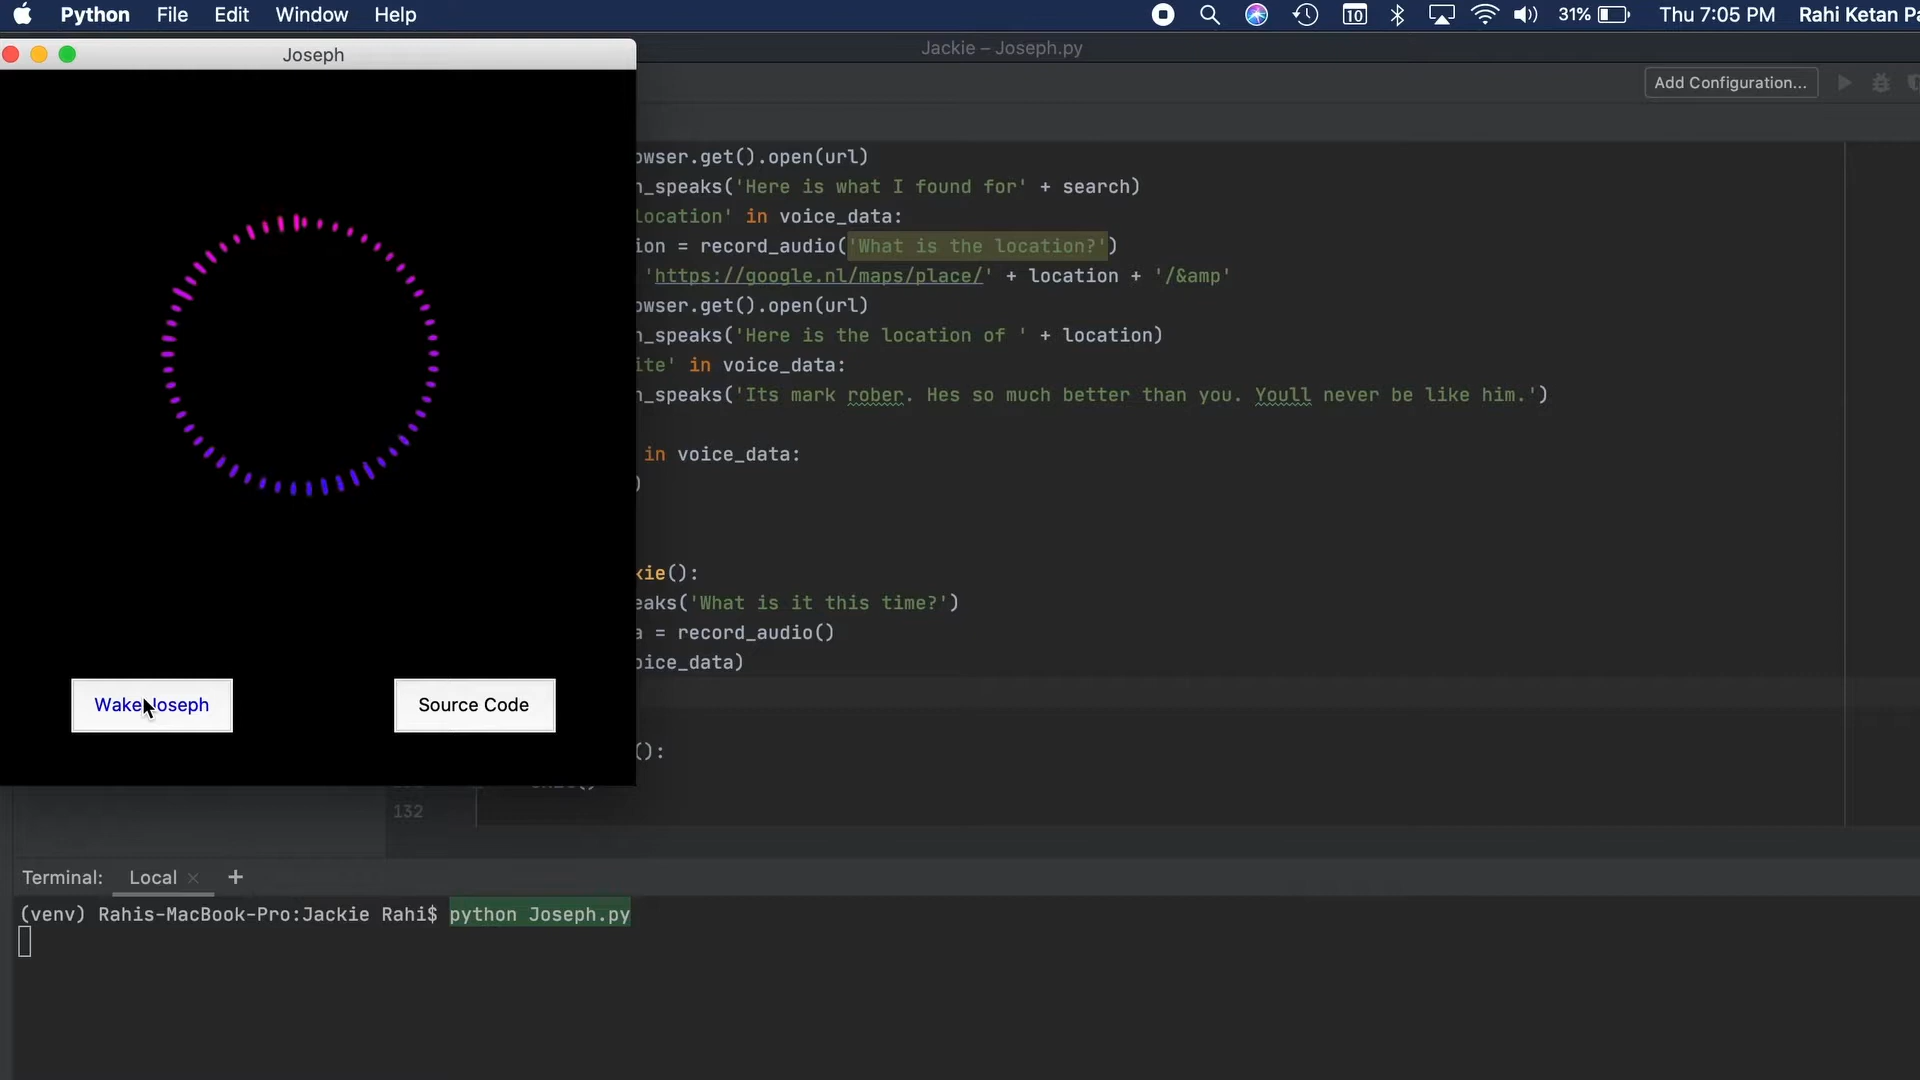 Python File Edit Window Help 10 31% Thu 7:05 PM Rahi Ketan
Jackie – Joseph.py
Joseph
Add Configuration...
owser.get().open(url)
_speaks('Here is what I found for' + search)
location' in voice_data:
ion = record_audio('What is the location?')
'https://google.nl/maps/place/' + location + '/&amp'
owser.get().open(url)
_speaks('Here is the location of ' + location)
ite' in voice_data:
_speaks('Its mark rober. Hes so much better than you. Youll never be like him.')
in voice_data:
)
kie():
eaks('What is it this time?')
a = record_audio()
oice_data)
Wake Joseph
Source Code
():
132
Terminal: Local × +
(venv) Rahis-MacBook-Pro:Jackie Rahi$ python Joseph.py